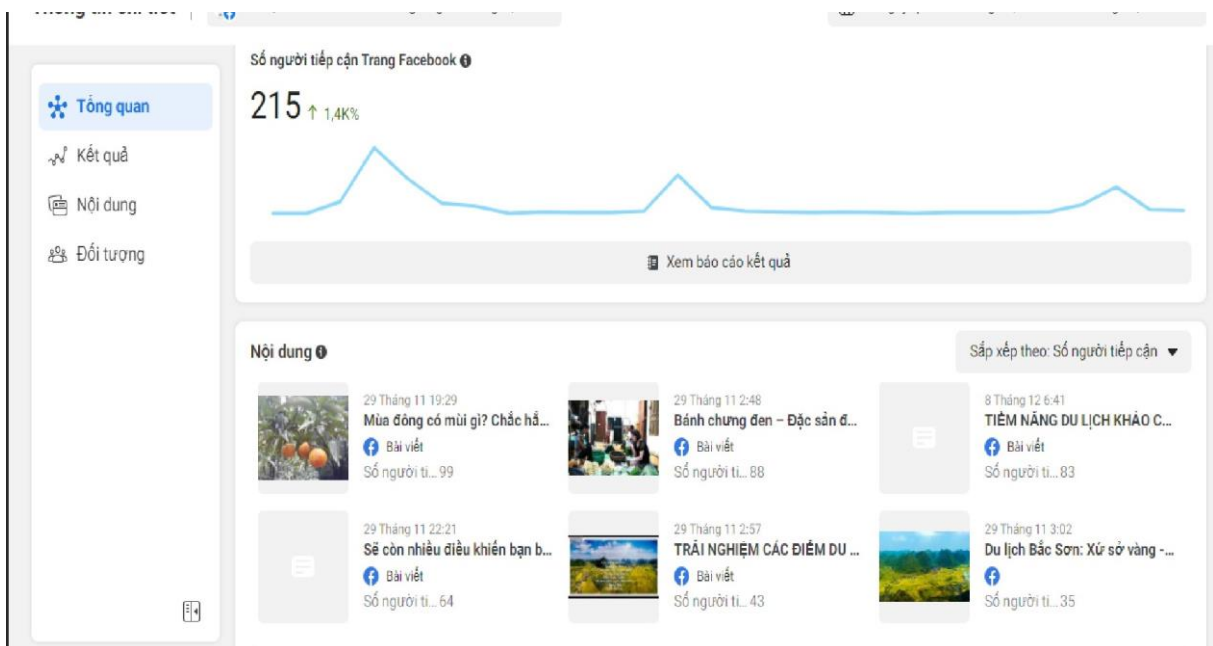 Thông tin chi tiết
Số người tiếp cận Trang Facebook
215 ↑ 1,4K%
Tổng quan
Kết quả
Nội dung
Đối tượng
Xem báo cáo kết quả
Nội dung
Sắp xếp theo: Số người tiếp cận
29 Tháng 11 19:29
Mùa đông có mùi gì? Chắc hẳ...
Bài viết
Số người ti... 99
29 Tháng 11 2:48
Bánh chưng đen – Đặc sản đ...
Bài viết
Số người ti... 88
8 Tháng 12 6:41
TIỀM NĂNG DU LỊCH KHẢO C...
Bài viết
Số người ti... 83
29 Tháng 11 22:21
Sẽ còn nhiều điều khiến bạn b...
Bài viết
Số người ti... 64
29 Tháng 11 2:57
TRẢI NGHIỆM CÁC ĐIỂM DU ...
Bài viết
Số người ti... 43
29 Tháng 11 3:02
Du lịch Bắc Sơn: Xứ sở vàng -...
Số người ti... 35